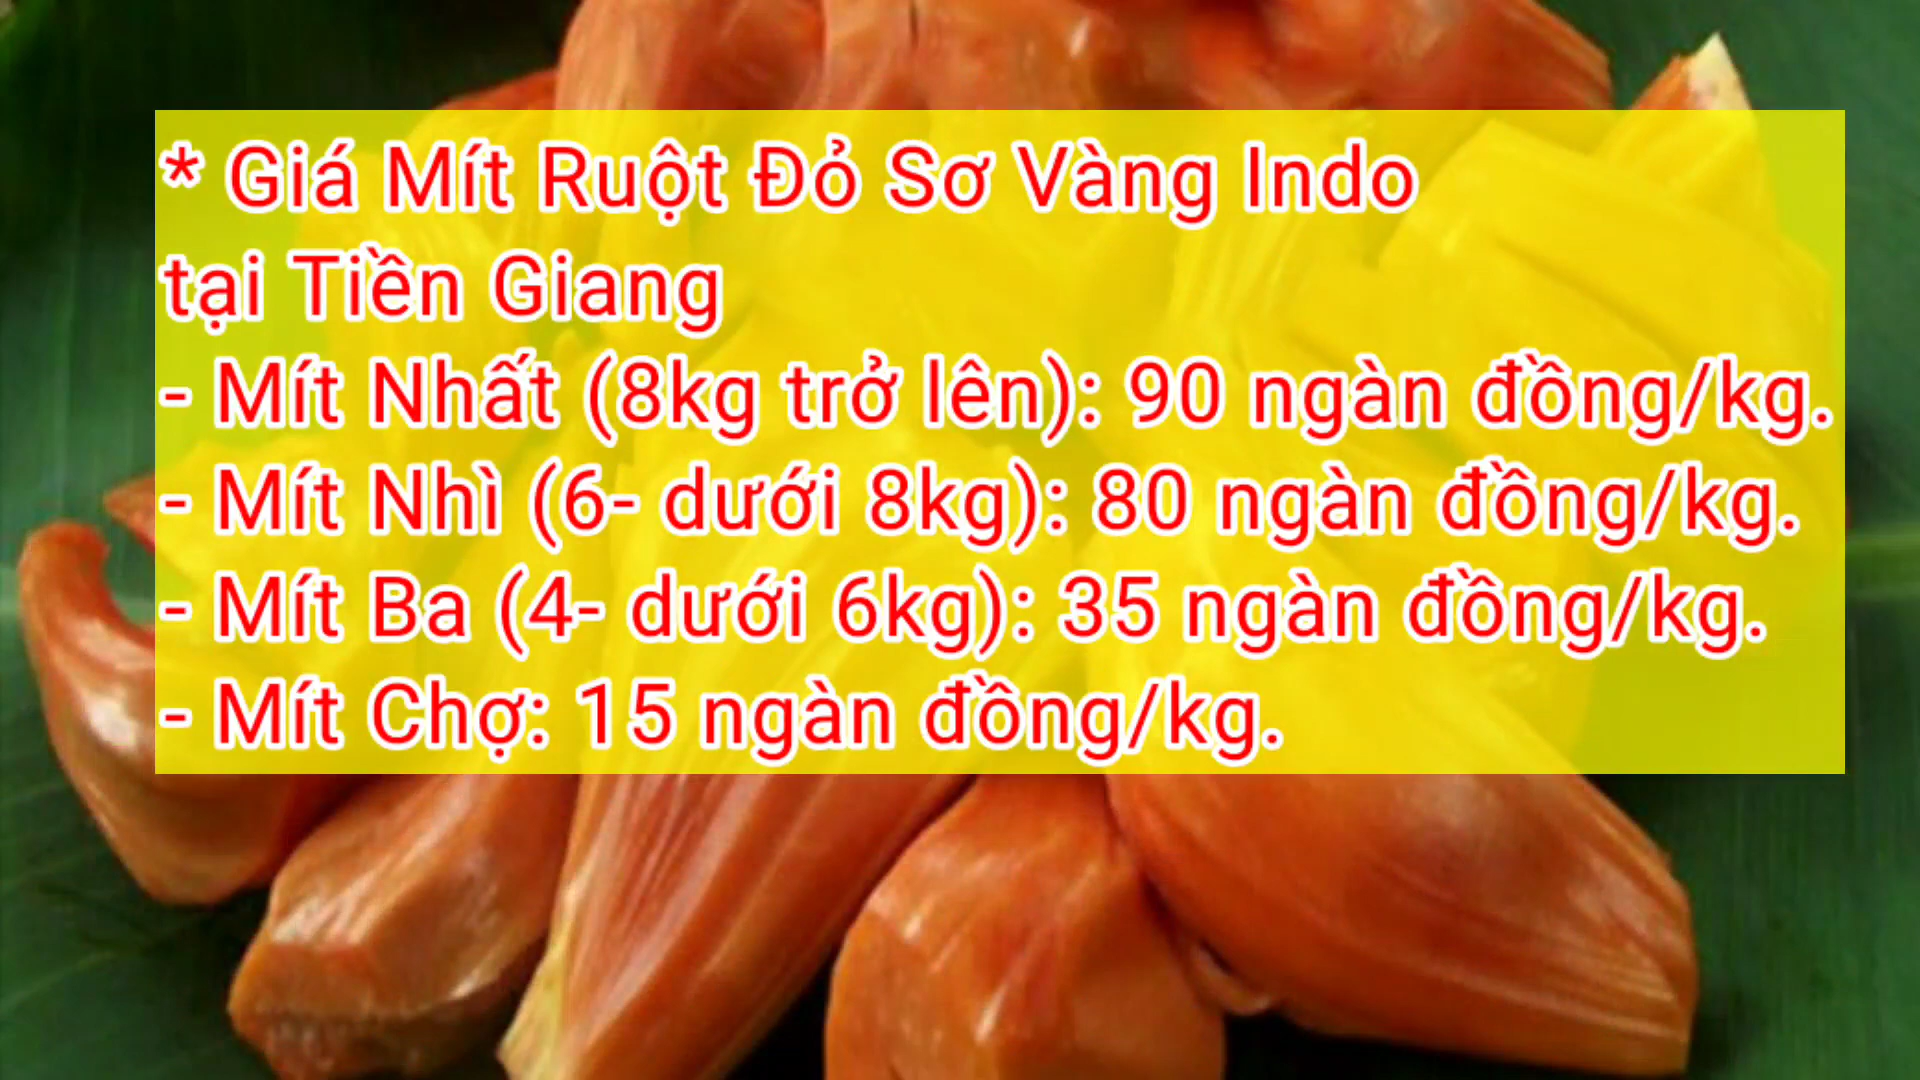 * Giá Mít Ruột Đỏ Sơ Vàng Indo
tại Tiền Giang
- Mít Nhất (8kg trở lên): 90 ngàn đồng/kg.
- Mít Nhì (6- dưới 8kg): 80 ngàn đồng/kg.
- Mít Ba (4- dưới 6kg): 35 ngàn đồng/kg.
- Mít Chợ: 15 ngàn đồng/kg.